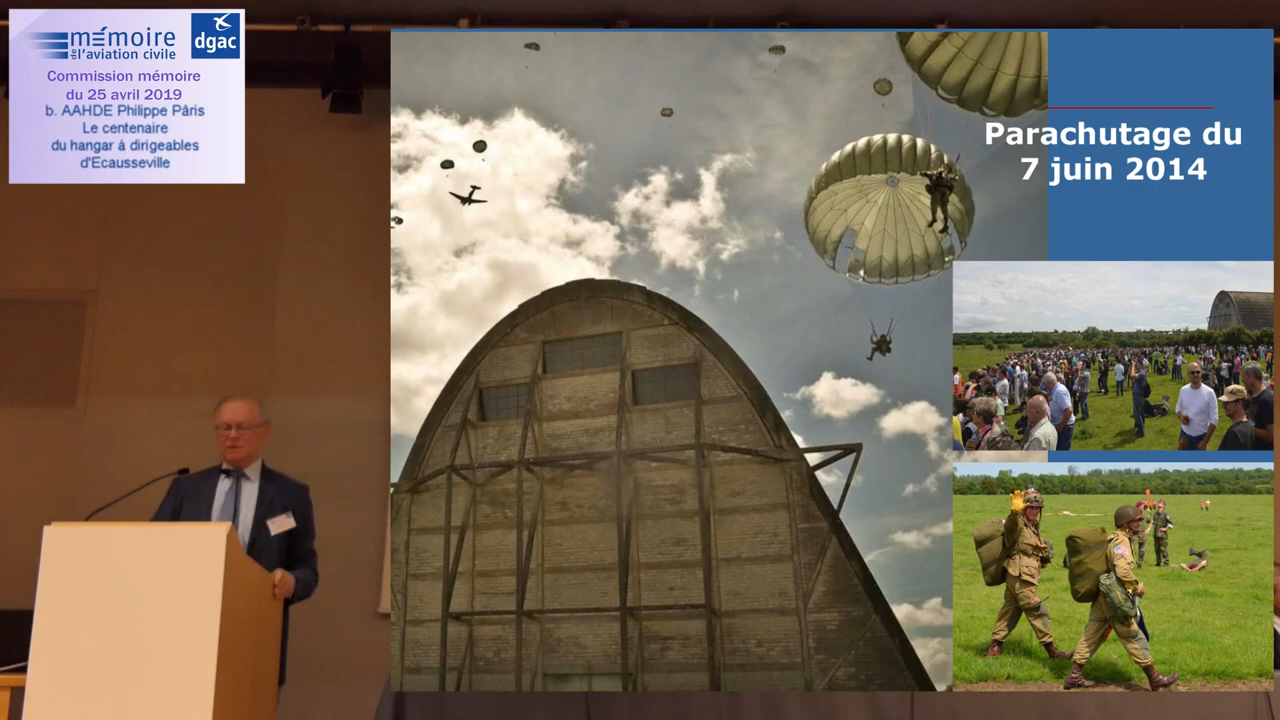 mémoire
de l'aviation civile
dgac
Commission mémoire
du 25 avril 2019
b. AAHDE Philippe Pâris
Le centenaire
du hangar à dirigeables
d'Ecausseville
Parachutage du
7 juin 2014